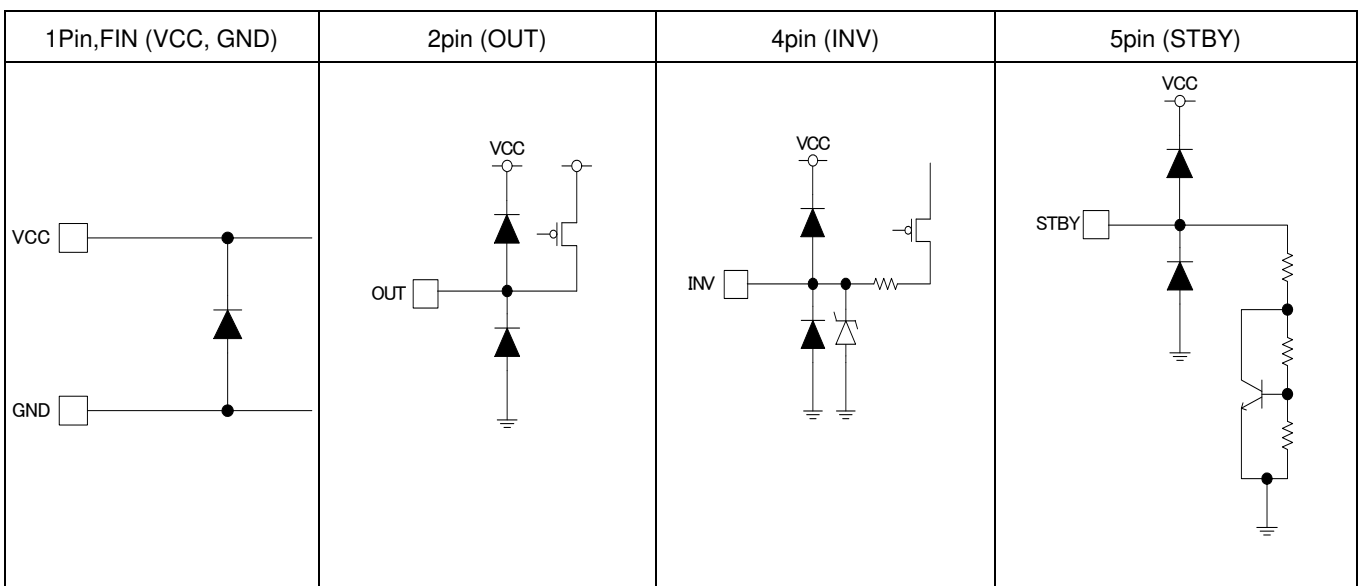 1Pin,FIN (VCC, GND)
2pin (OUT)
4pin (INV)
5pin (STBY)
VCC
GND
VCC
OUT
VCC
INV
VCC
STBY